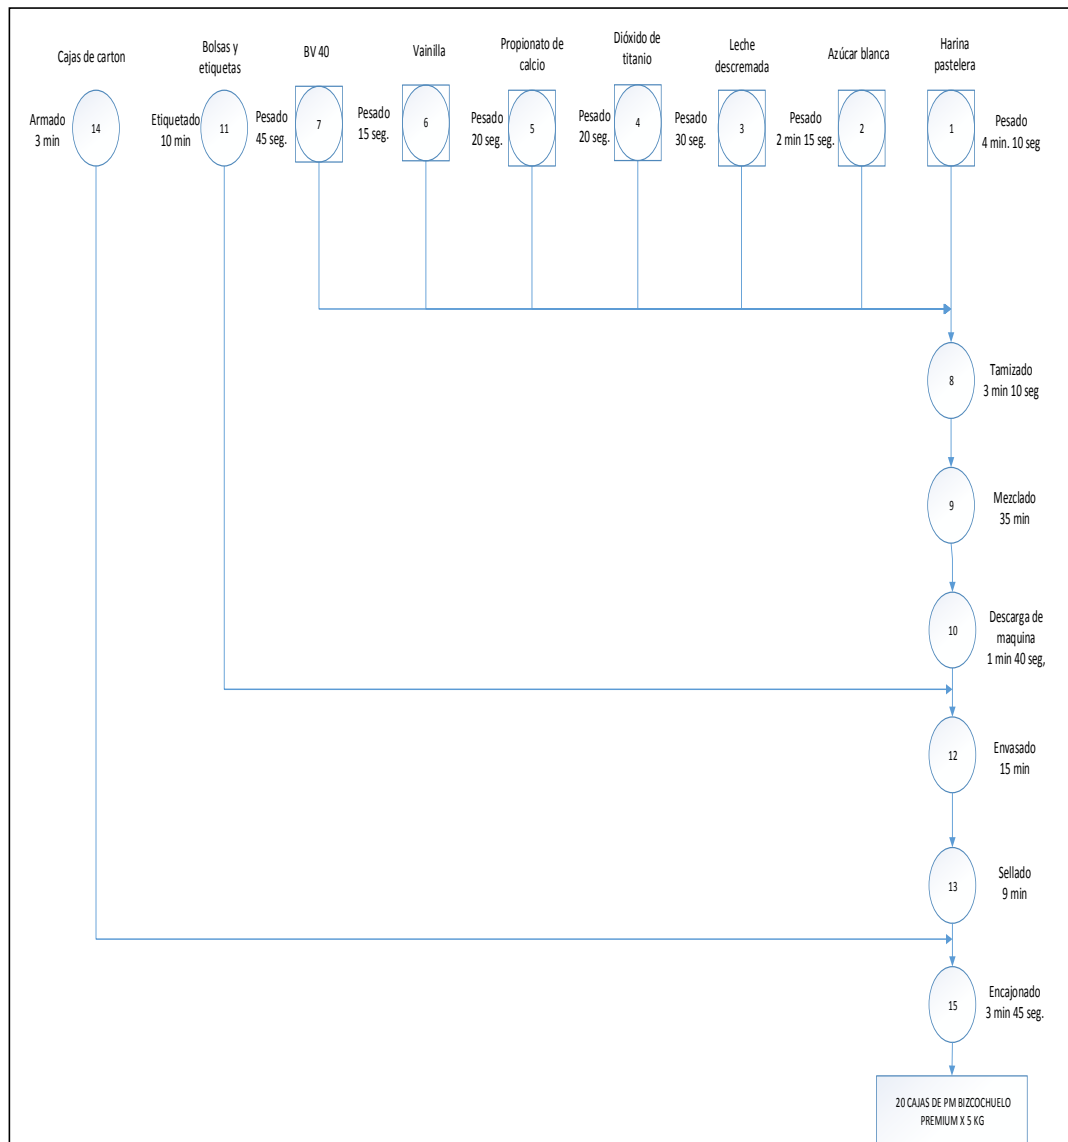 Cajas de carton
Armado
3 min
14
Bolsas y
etiquetas
Etiquetado
10 min
11
BV 40
Pesado
45 seg.
7
Vainilla
Pesado
15 seg.
6
Propionato de
calcio
Pesado
20 seg.
5
Dióxido de
titanio
Pesado
20 seg.
4
Leche
descremada
Pesado
30 seg.
3
Azúcar blanca
Pesado
2 min 15 seg.
2
Harina
pastelera
1
Pesado
4 min. 10 seg
8
Tamizado
3 min 10 seg
9
Mezclado
35 min
10
Descarga de
maquina
1 min 40 seg,
12
Envasado
15 min
13
Sellado
9 min
15
Encajonado
3 min 45 seg.
20 CAJAS DE PM BIZCOCHUELO
PREMIUM X 5 KG